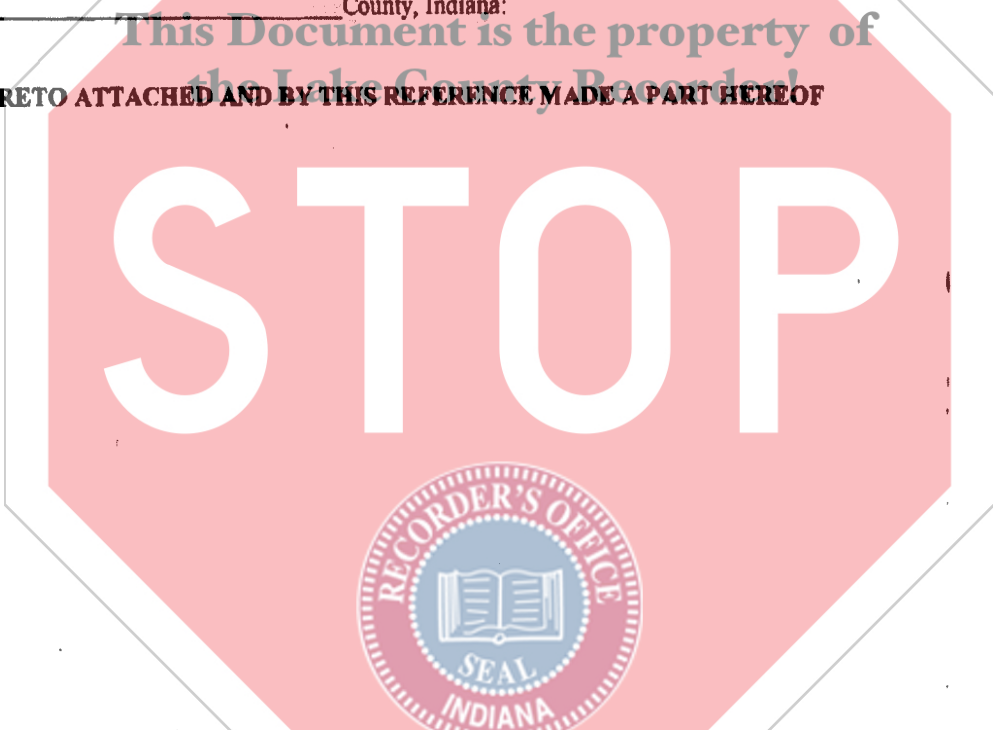 County, Indiana:
This Document is the property of
the Lake County Recorder!
RETO ATTACHED AND BY THIS REFERENCE MADE A PART HEREOF
STOP
RECORDER'S OFFICE
SEAL
INDIANA